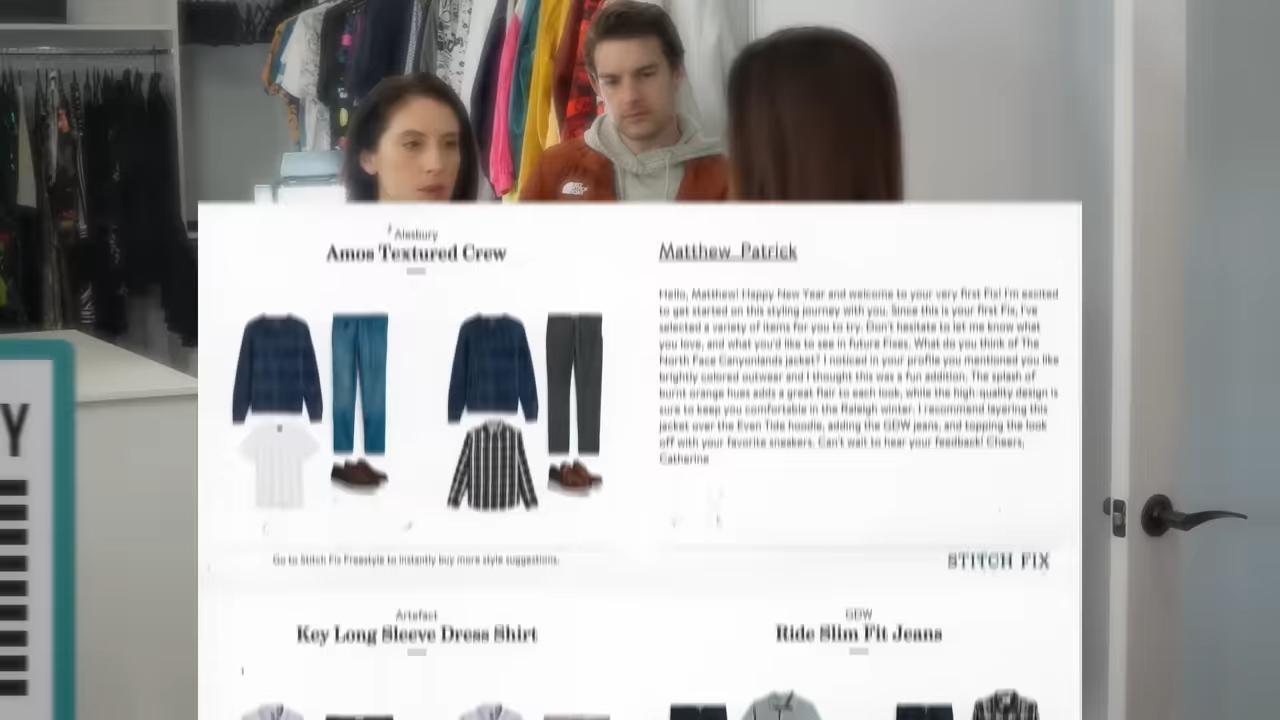 THE NORTH FACE
Alesbury
Amos Textured Crew
Matthew Patrick
Hello, Matthew! Happy New Year and welcome to your very first Fix! I'm excited
to get started on this styling journey with you. Since this is your first Fix, I've
selected a variety of items for you to try. Don't hesitate to let me know what
you love, and what you'd like to see in future Fixes. What do you think of The
North Face Canyonlands jacket? I noticed in your profile you mentioned you like
brightly colored outwear and I thought this was a fun addition. The splash of
burnt orange hues adds a great flair to each look, while the high-quality design is
sure to keep you comfortable in the Raleigh winter. I recommend layering this
jacket over the Even Tide hoodie, adding the GDW jeans, and topping the look
off with your favorite sneakers. Can't wait to hear your feedback! Cheers,
Catherine
Go to Stitch Fix Freestyle to instantly buy more style suggestions.
STITCH FIX
Artefact
Key Long Sleeve Dress Shirt
GDW
Ride Slim Fit Jeans
Y